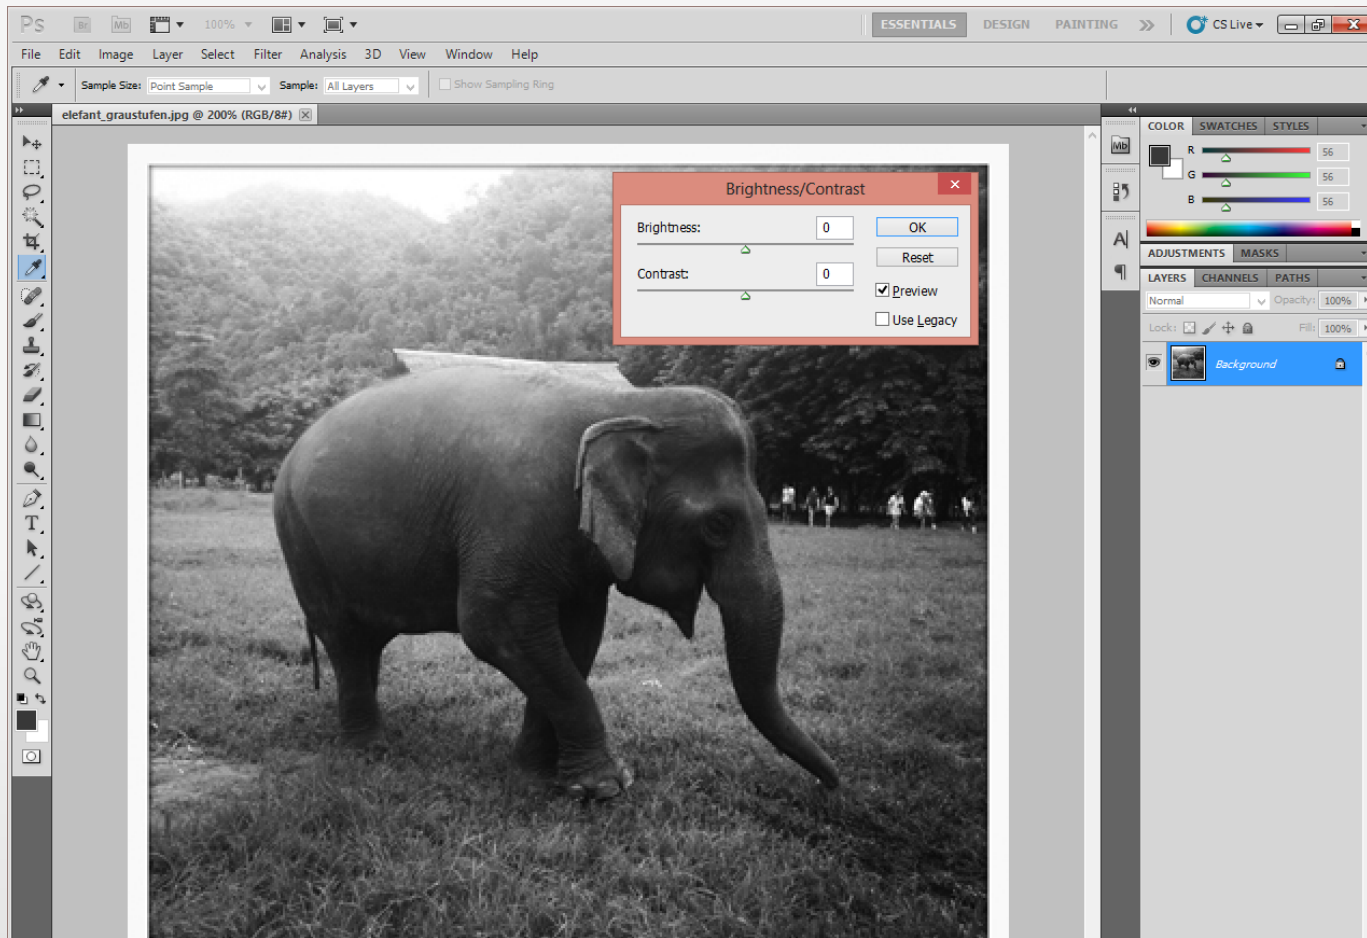 Ps Br Mb 100% ESSENTIALS DESIGN PAINTING CS Live
File Edit Image Layer Select Filter Analysis 3D View Window Help
Sample Size: Point Sample Sample: All Layers Show Sampling Ring
elefant_graustufen.jpg @ 200% (RGB/8#)
Brightness/Contrast
Brightness: 0 OK
Reset
Contrast: 0
Preview
Use Legacy
Mb
A
T
COLOR SWATCHES STYLES
R 56
G 56
B 56
ADJUSTMENTS MASKS
LAYERS CHANNELS PATHS
Normal Opacity: 100%
Lock: Fill: 100%
Background